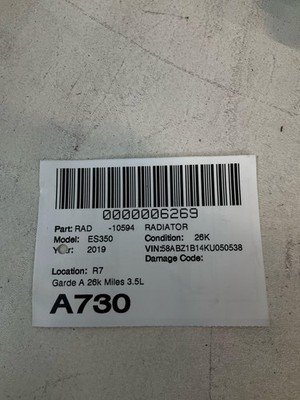 0000006269
Part: RAD -10594 RADIATOR
Model: ES350 Condition: 26K
Year: 2019 VIN:58ABZ1B14KU050538
Damage Code:
Location: R7
Garde A 26k Miles 3.5L
A730